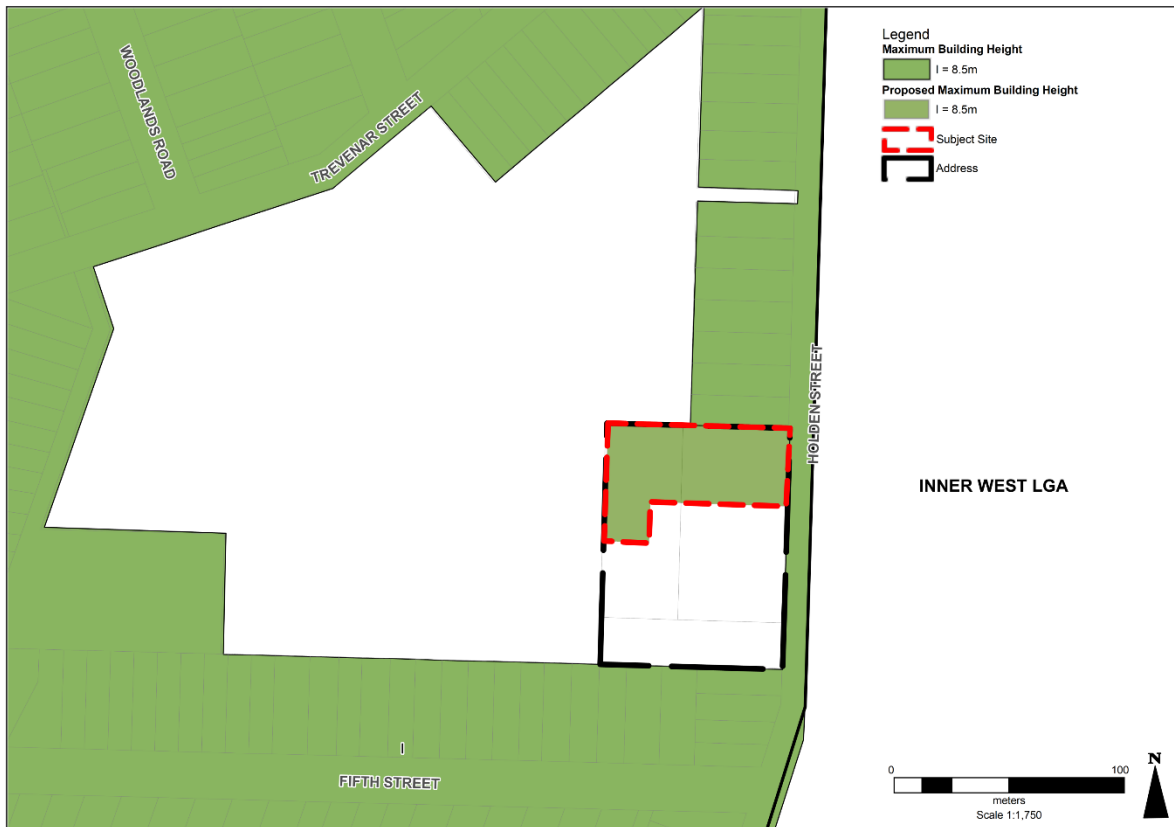 Legend
Maximum Building Height
I = 8.5m
Proposed Maximum Building Height
I = 8.5m
Subject Site
Address
WOODLANDS ROAD
TREVENAR STREET
HOLDEN STREET
INNER WEST LGA
I
FIFTH STREET
0 100
meters
Scale 1:1,750
N